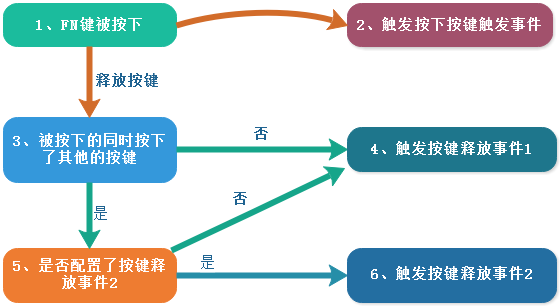 1、FN键被按下
2、触发按下按键触发事件
释放按键
3、被按下的同时按下
了其他的按键
否
4、触发按键释放事件1
是
否
5、是否配置了按键释
放事件2
是
6、触发按键释放事件2